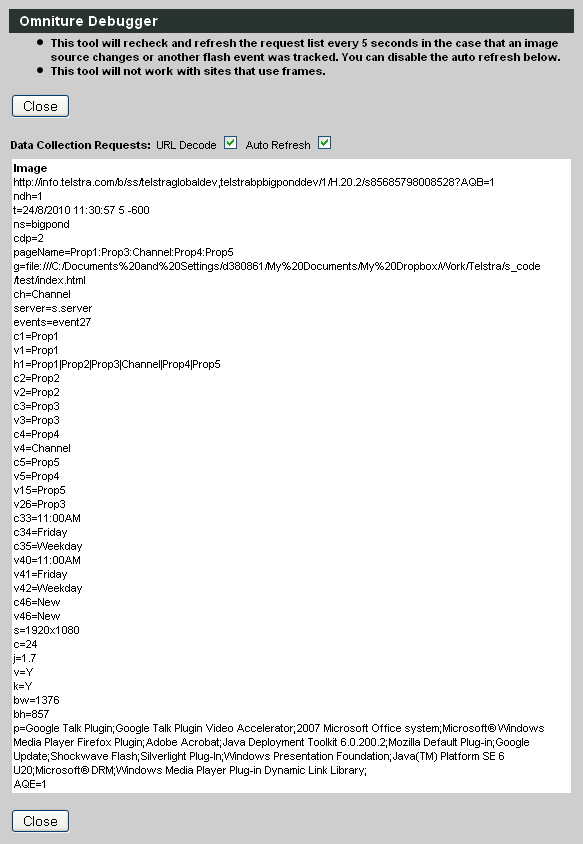 Omniture Debugger
This tool will recheck and refresh the request list every 5 seconds in the case that an image
source changes or another flash event was tracked. You can disable the auto refresh below.
This tool will not work with sites that use frames.
Close
Data Collection Requests: URL Decode Auto Refresh
Image
http://info.telstra.com/b/ss/telstraglobaldev,telstrabpbigponddev/1/H.20.2/s85685798008528?AQB=1
ndh=1
t=24/8/2010 11:30:57 5 -600
ns=bigpond
cdp=2
pageName=Prop1:Prop3:Channel:Prop4:Prop5
g=file:///C:/Documents%20and%20Settings/d380861/My%20Documents/My%20Dropbox/Work/Telstra/s_code
/test/index.html
ch=Channel
server=s.server
events=event27
c1=Prop1
v1=Prop1
h1=Prop1|Prop2|Prop3|Channel|Prop4|Prop5
c2=Prop2
v2=Prop2
c3=Prop3
v3=Prop3
c4=Prop4
v4=Channel
c5=Prop5
v5=Prop4
v15=Prop5
v26=Prop3
c33=11:00AM
c34=Friday
c35=Weekday
v40=11:00AM
v41=Friday
v42=Weekday
c46=New
v46=New
s=1920x1080
c=24
j=1.7
v=Y
k=Y
bw=1376
bh=857
p=Google Talk Plugin;Google Talk Plugin Video Accelerator;2007 Microsoft Office system;Microsoft® Windows
Media Player Firefox Plugin;Adobe Acrobat;Java Deployment Toolkit 6.0.200.2;Mozilla Default Plug-in;Google
Update;Shockwave Flash;Silverlight Plug-In;Windows Presentation Foundation;Java(TM) Platform SE 6
U20;Microsoft® DRM;Windows Media Player Plug-in Dynamic Link Library;
AQE=1
Close